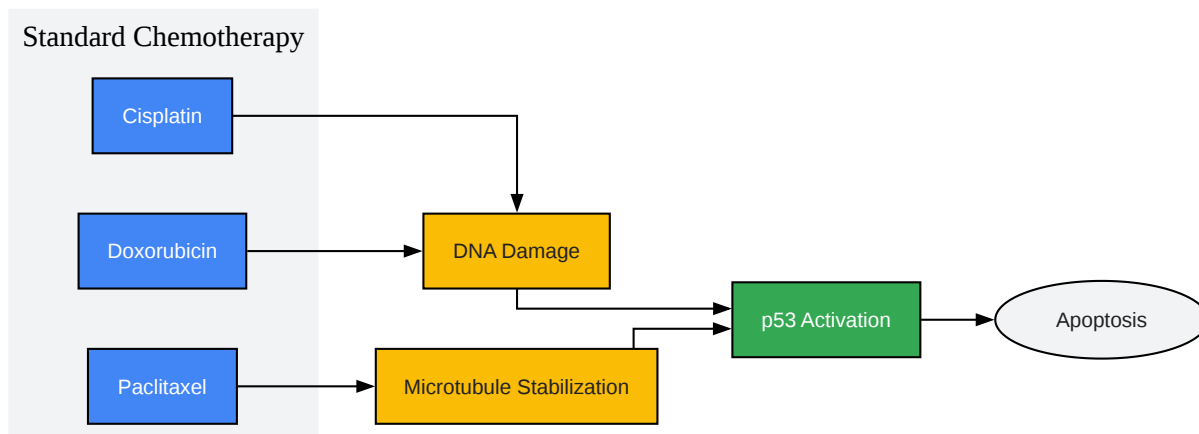 Standard Chemotherapy
Cisplatin
Doxorubicin
DNA Damage
p53 Activation
Apoptosis
Paclitaxel
Microtubule Stabilization